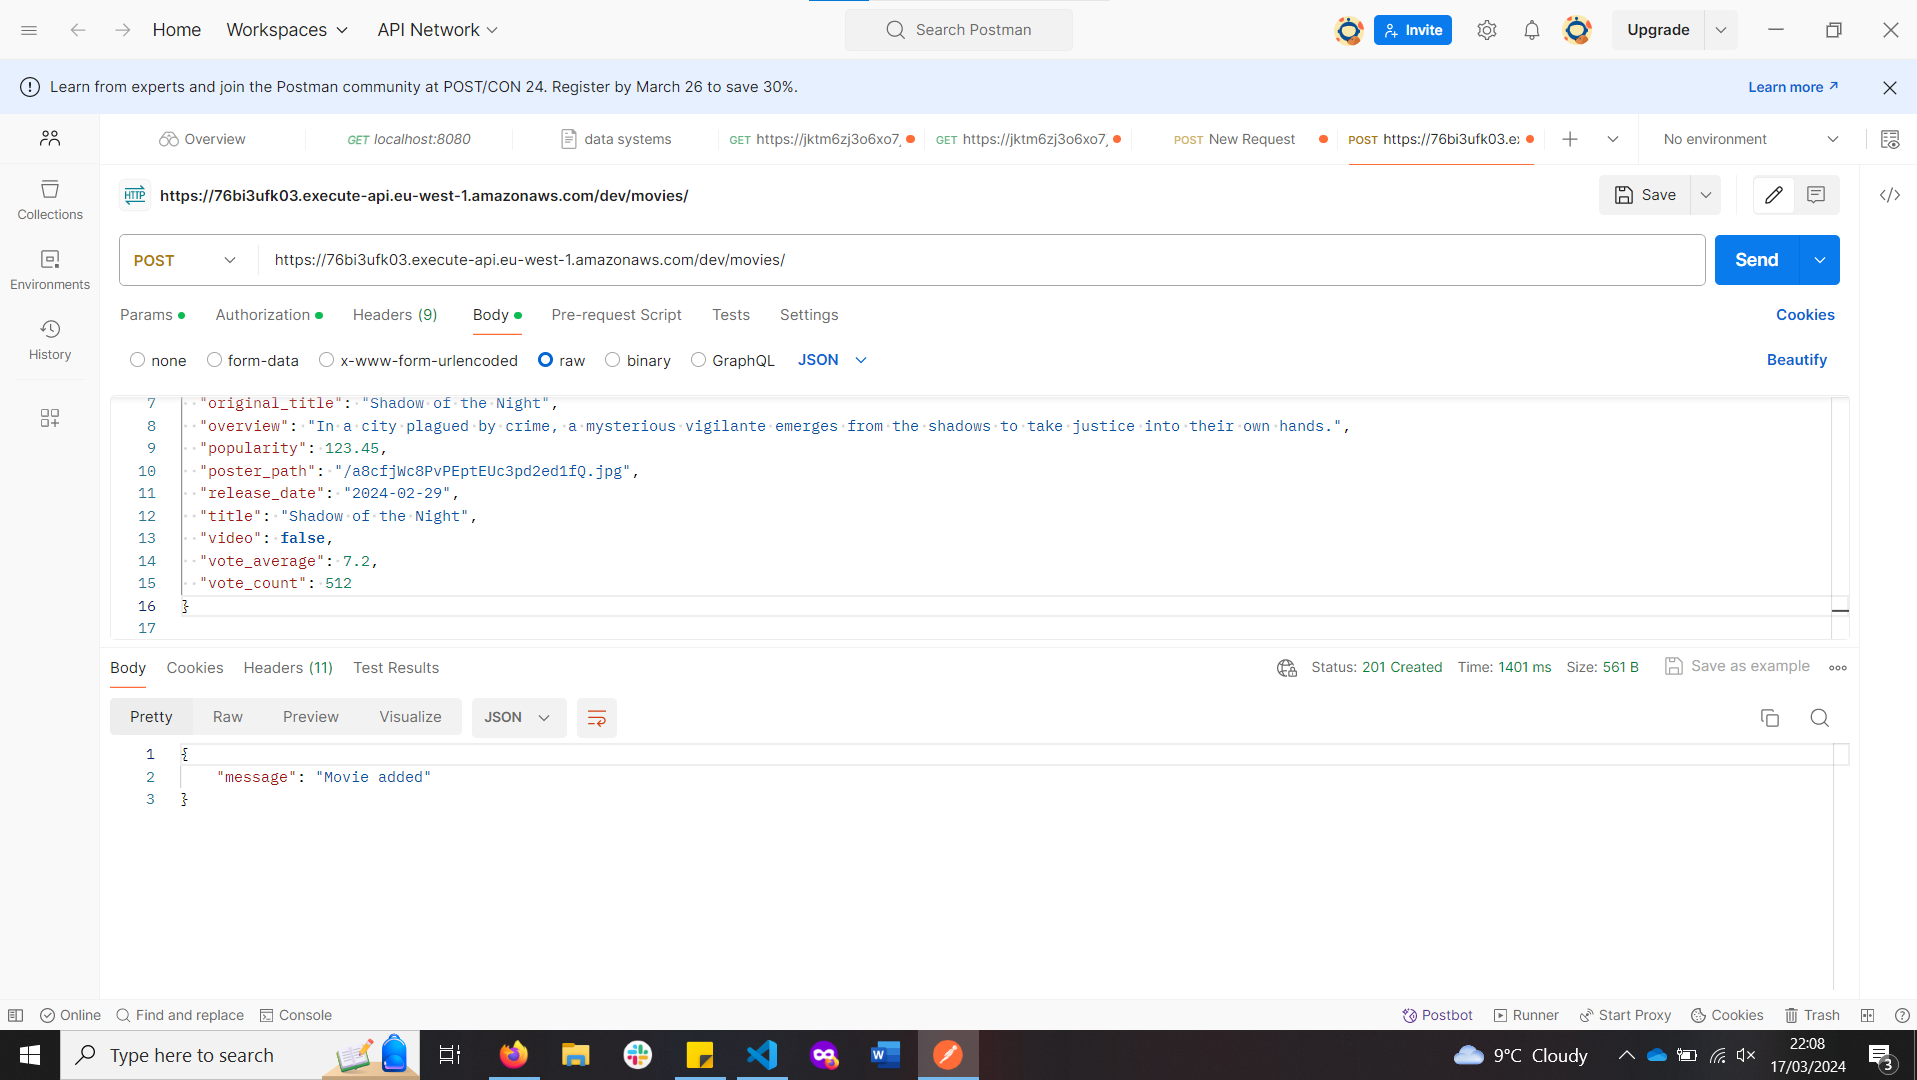 Home Workspaces API Network Search Postman Invite Upgrade
Learn from experts and join the Postman community at POST/CON 24. Register by March 26 to save 30%. Learn more ↗
Overview GET localhost:8080 data systems GET https://jktm6zj3o6xo7 GET https://jktm6zj3o6xo7 POST New Request POST https://76bi3ufk03.e No environment
HTTP https://76bi3ufk03.execute-api.eu-west-1.amazonaws.com/dev/movies/ Save
Collections
Environments
History
POST https://76bi3ufk03.execute-api.eu-west-1.amazonaws.com/dev/movies/ Send
Params Authorization Headers (9) Body Pre-request Script Tests Settings Cookies
none form-data x-www-form-urlencoded raw binary GraphQL JSON Beautify
7 "original_title": "Shadow of the Night",
8 "overview": "In a city plagued by crime, a mysterious vigilante emerges from the shadows to take justice into their own hands.",
9 "popularity": 123.45,
10 "poster_path": "/a8cfjWc8PvPEptEUc3pd2ed1fQ.jpg",
11 "release_date": "2024-02-29",
12 "title": "Shadow of the Night",
13 "video": false,
14 "vote_average": 7.2,
15 "vote_count": 512
16 }
17
Body Cookies Headers (11) Test Results Status: 201 Created Time: 1401 ms Size: 561 B Save as example
Pretty Raw Preview Visualize JSON
1 {
2 "message": "Movie added"
3 }
Online Find and replace Console Postbot Runner Start Proxy Cookies Trash
Type here to search 9°C Cloudy 22:08
17/03/2024 3